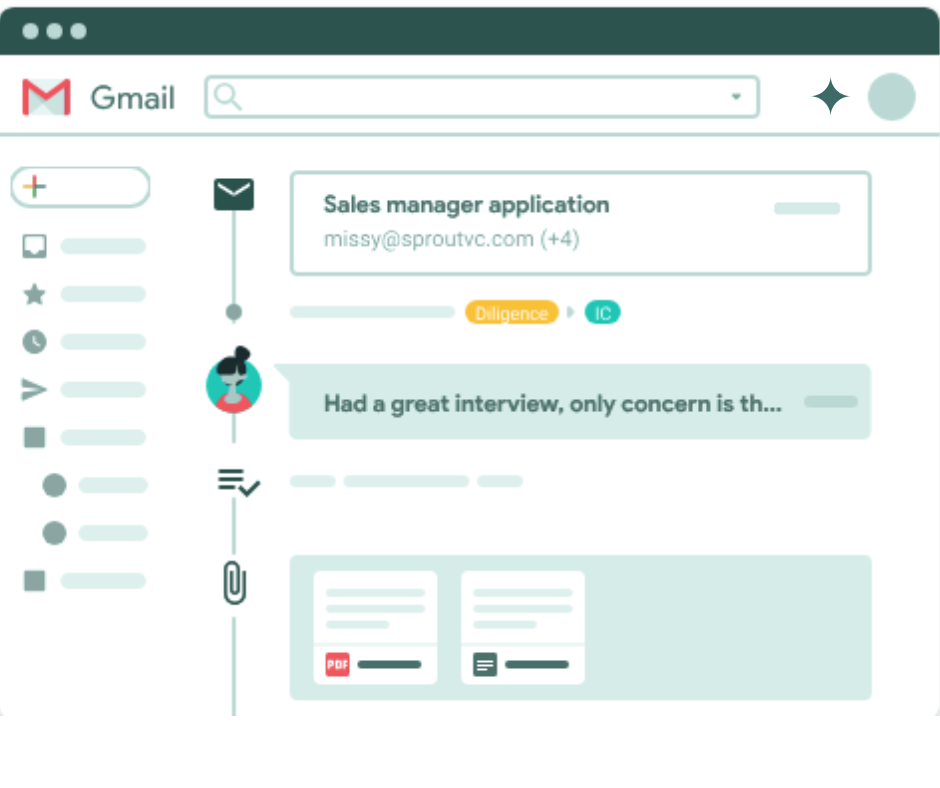 Gmail
Sales manager application
missy@sproutvc.com (+4)
Diligence IC
Had a great interview, only concern is th...
PDF